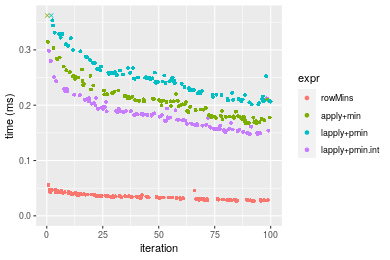 time (ms)
0.3
0.2
0.1
0.0
0
25
50
75
100
iteration
expr
rowMins
apply+min
lapply+pmin
lapply+pmin.int